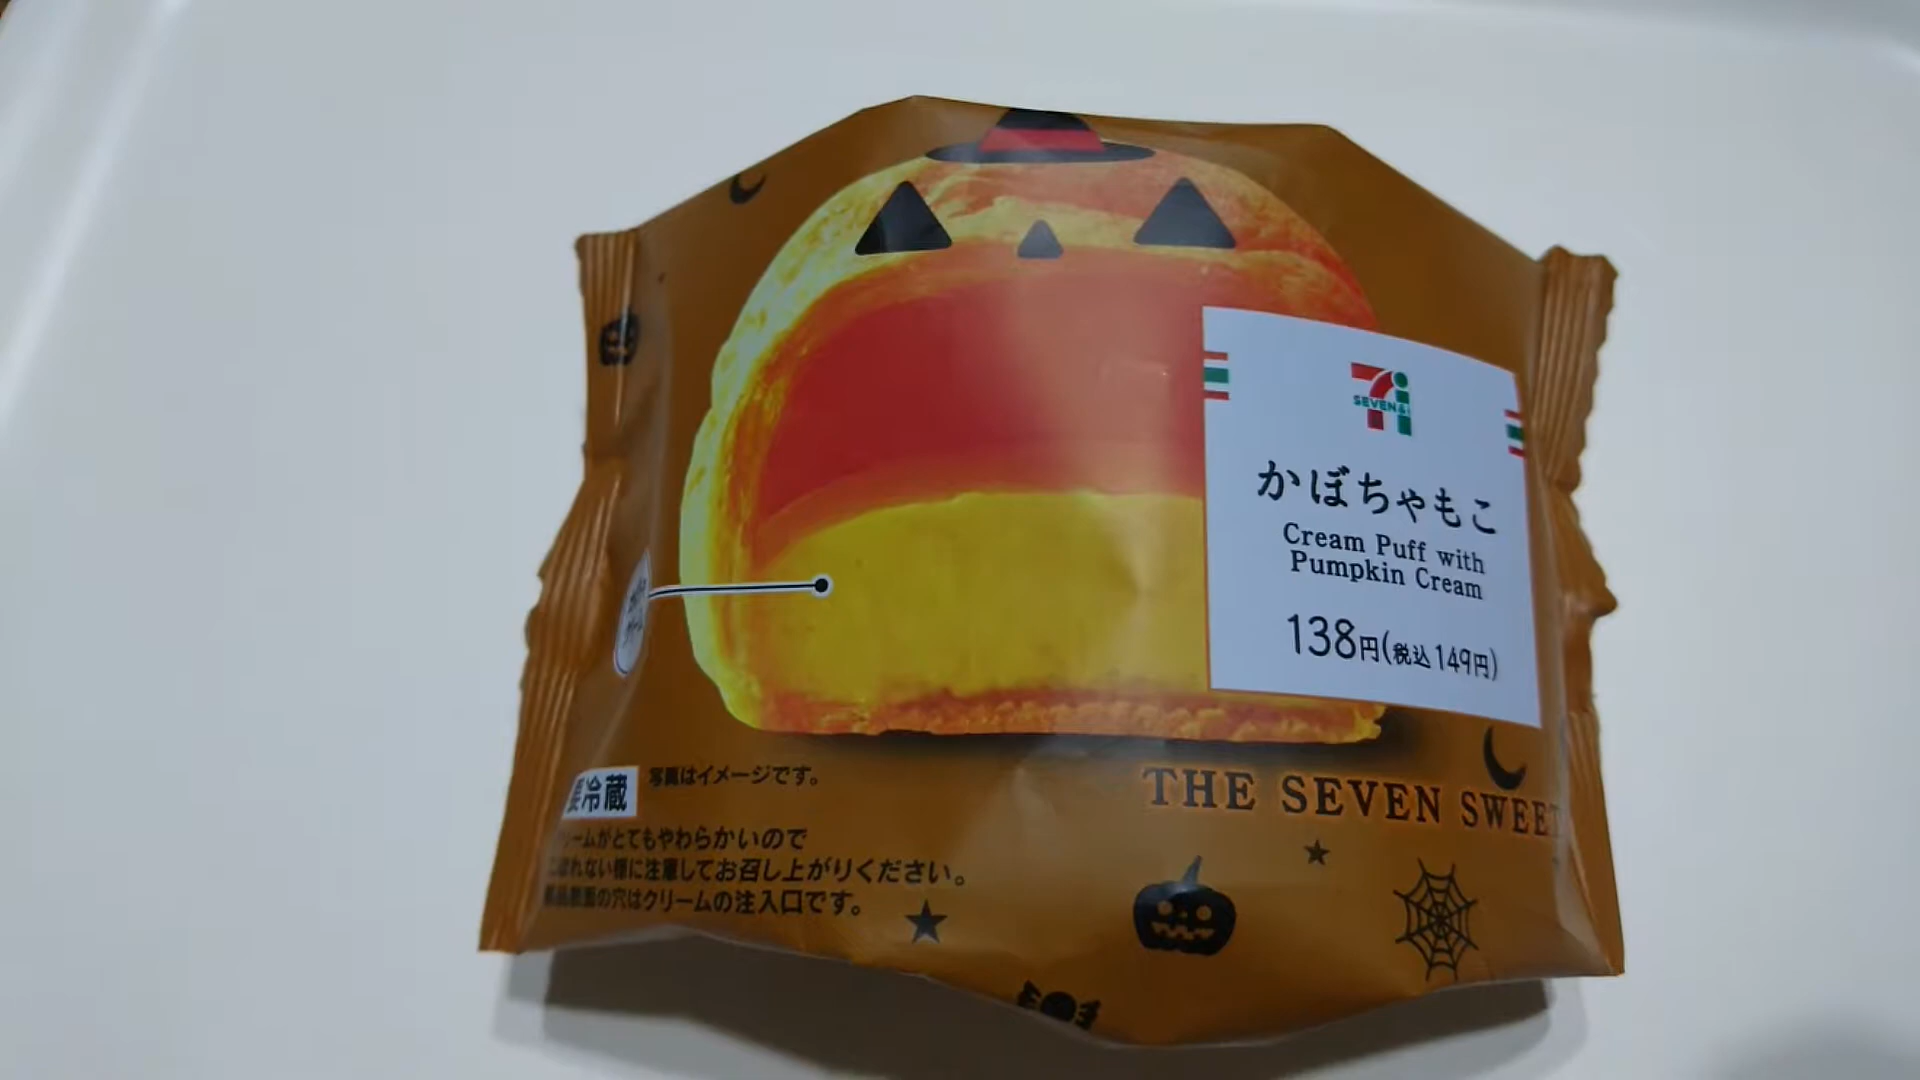 SEVEN&i
かぼちゃもこ
Cream Puff with
Pumpkin Cream
138円(税込149円)
要冷蔵
写真はイメージです。
THE SEVEN SWEET
クリームがとてもやわらかいので
こぼれない様に注意してお召し上がりください。
の穴はクリームの注入口です。